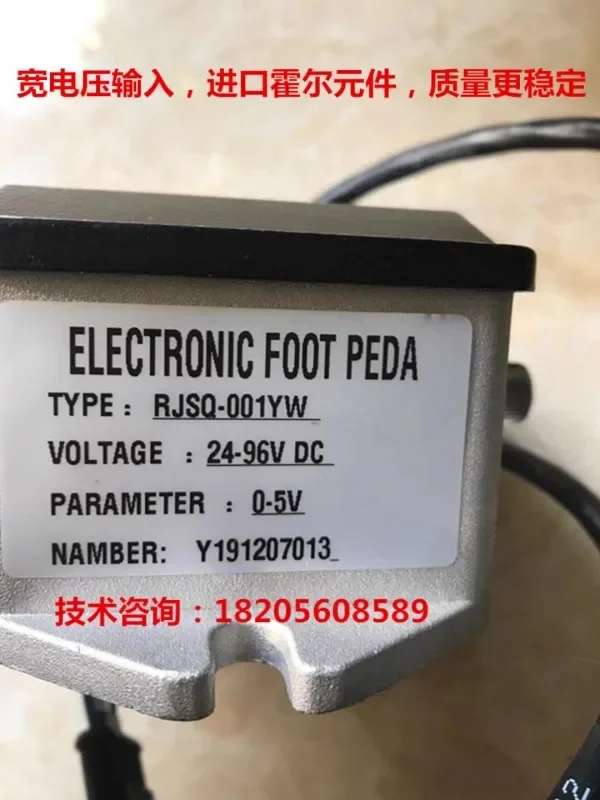 宽电压输入，进口霍尔元件，质量更稳定
ELECTRONIC FOOT PEDA
TYPE： RJSQ-001YW
VOLTAGE ：24-96V DC
PARAMETER ：0-5V
NAMBER: Y191207013
技术咨询：18205608589